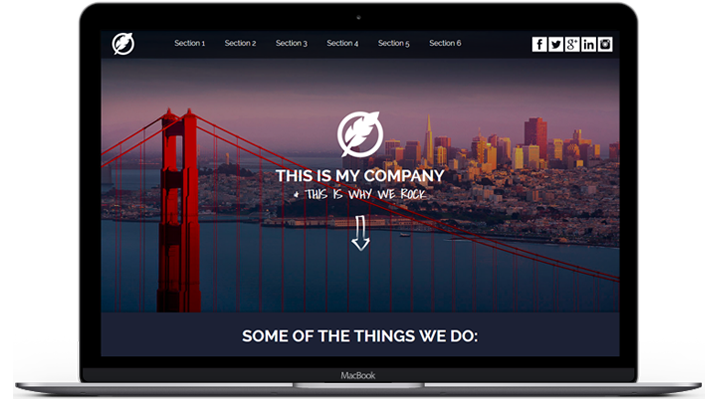 Section 1 Section 2 Section 3 Section 4 Section 5 Section 6
THIS IS MY COMPANY
+ THIS IS WHY WE ROCK
SOME OF THE THINGS WE DO:
MacBook